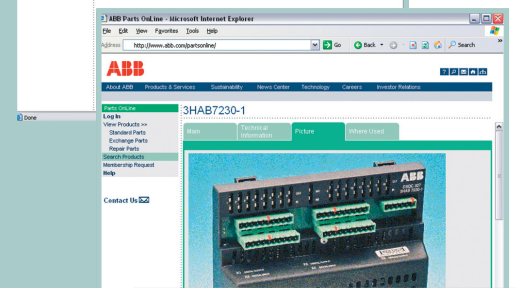 ABB Parts OnLine - Microsoft Internet Explorer
File Edit View Favorites Tools Help
Address http://www.abb.com/partsonline/ Go Back Search
ABB
About ABB Products & Services Sustainability News Center Technology Careers Investor Relations
Parts OnLine
Log In
View Products >>
Standard Parts
Exchange Parts
Repair Parts
Search Products
Membership Request
Help
Contact Us
3HAB7230-1
Main Technical Information Picture Where Used
ABB
Done